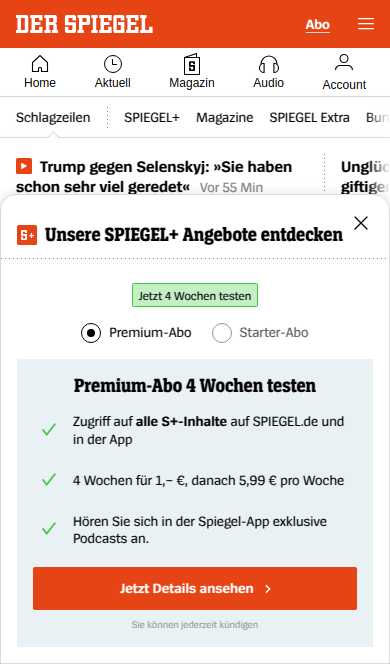 DER SPIEGEL
Abo
Home
Aktuell
Magazin
Audio
Account
Schlagzeilen
SPIEGEL+
Magazine
SPIEGEL Extra
Trump gegen Selenskyj: »Sie haben
schon sehr viel geredet« Vor 55 Min
S+ Unsere SPIEGEL+ Angebote entdecken
Jetzt 4 Wochen testen
Premium-Abo
Starter-Abo
Premium-Abo 4 Wochen testen
Zugriff auf alle S+-Inhalte auf SPIEGEL.de und
in der App
4 Wochen für 1,– €, danach 5,99 € pro Woche
Hören Sie sich in der Spiegel-App exklusive
Podcasts an.
Jetzt Details ansehen
Sie können jederzeit kündigen